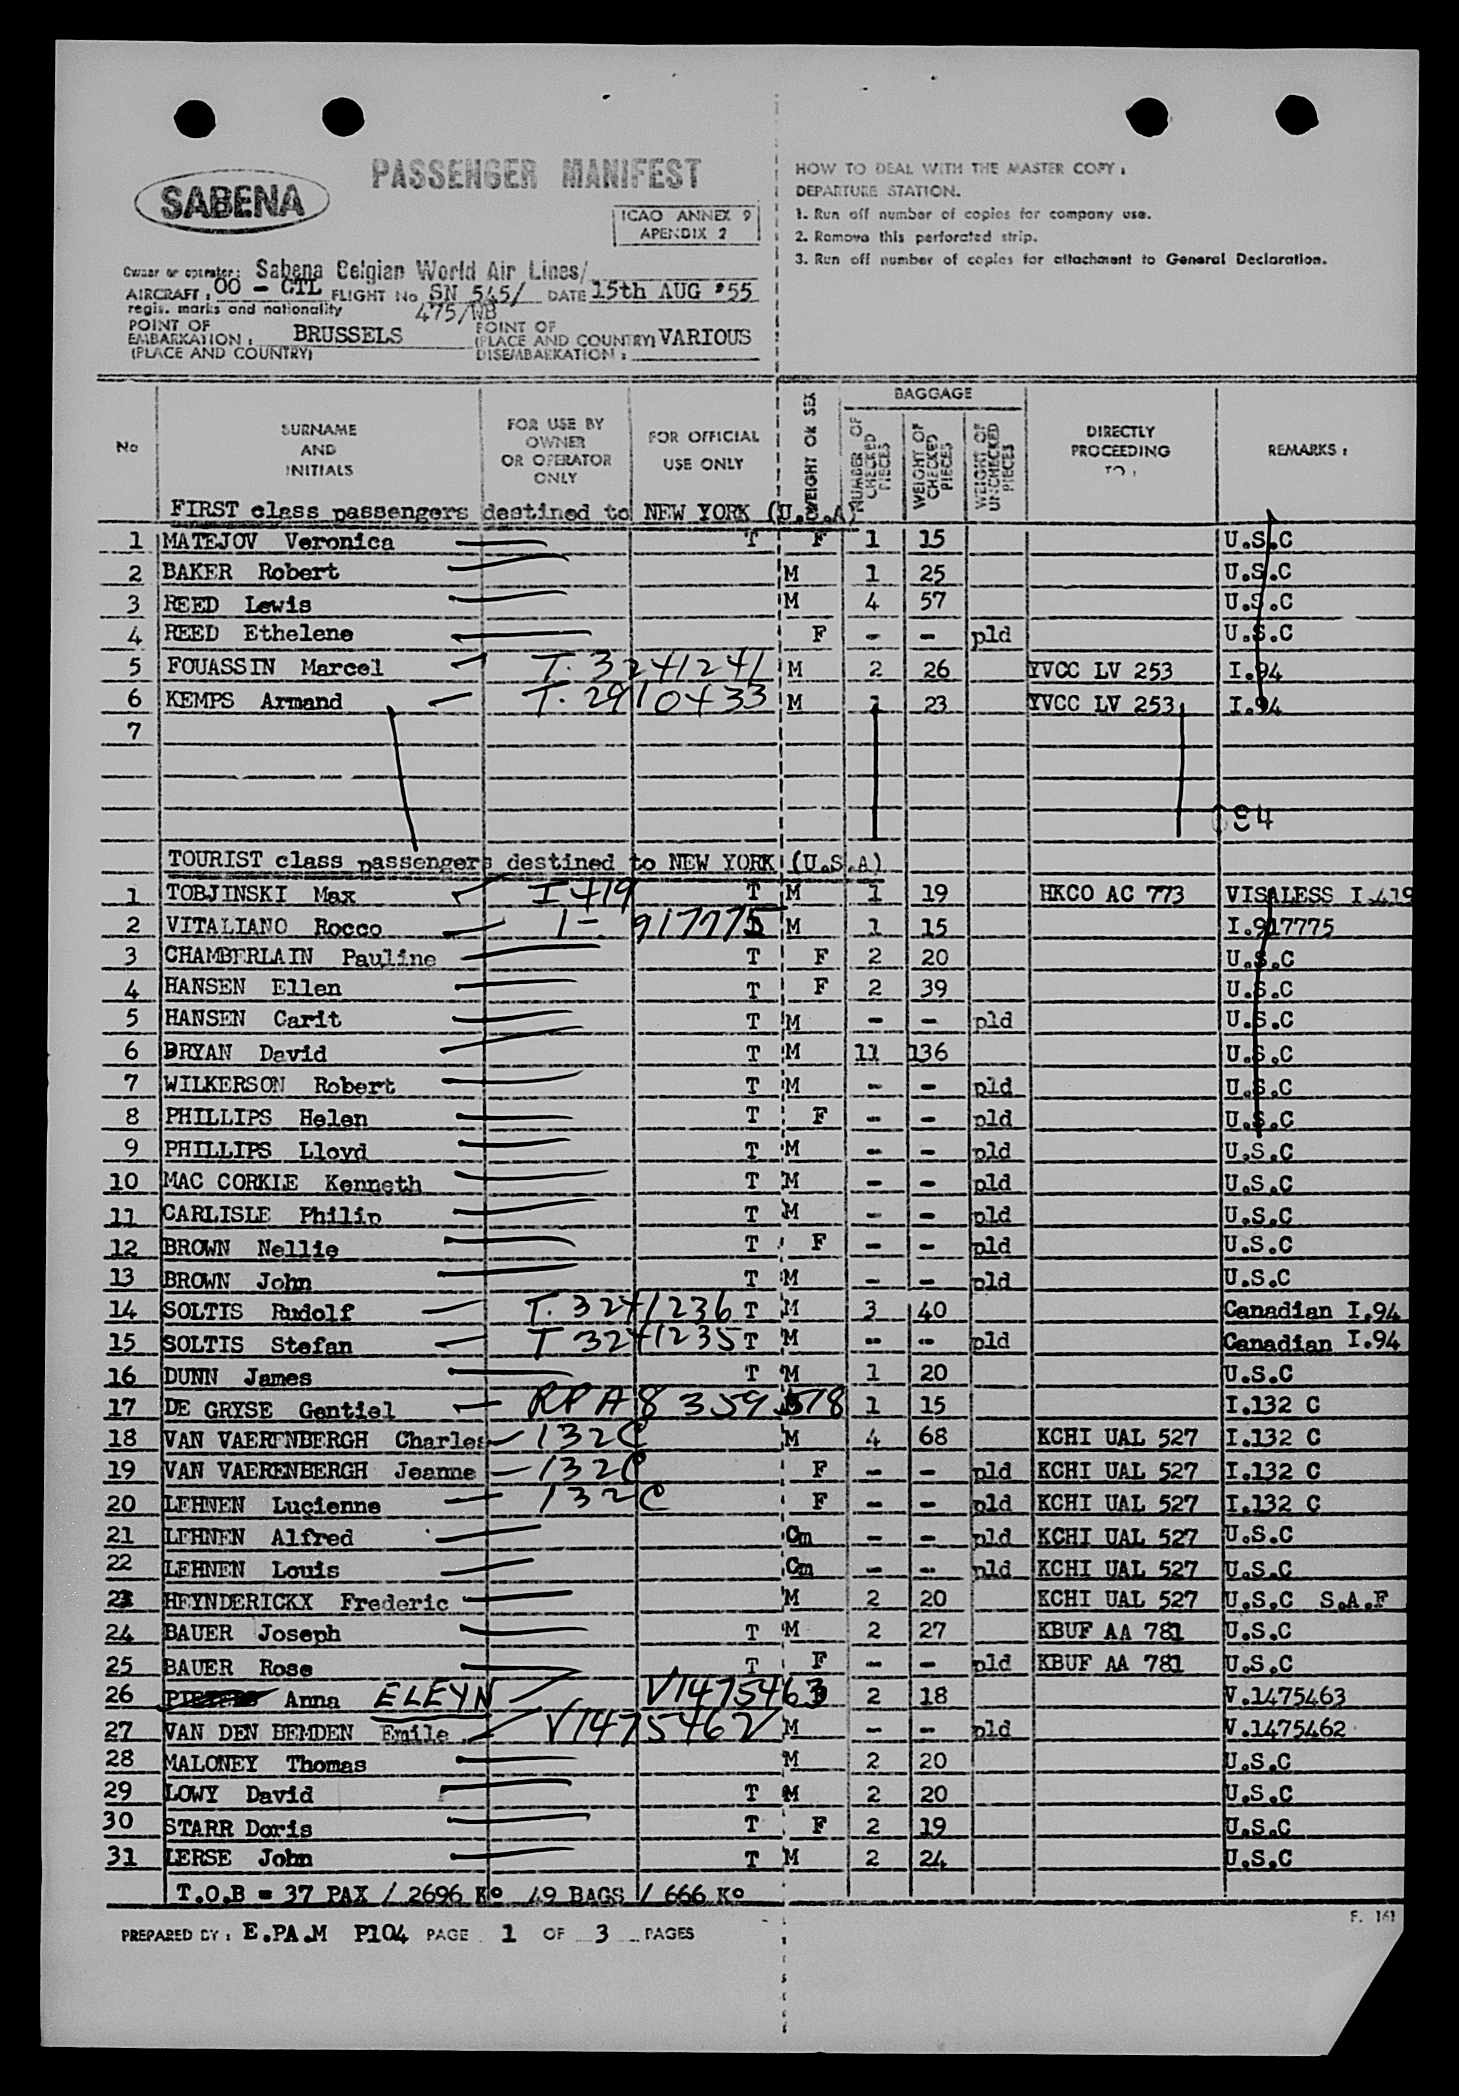 SABENA
PASSENGER MANIFEST
ICAO ANNEX 9
APENDIX 2
HOW TO DEAL WITH THE MASTER COPY :
DEPARTURE STATION.
1. Run off number of copies for company use.
2. Remove this perforated strip.
3. Run off number of copies for attachment to General Declaration.
Owner or operator: Sabena Belgian World Air Lines/
AIRCRAFT : OO - CTL FLIGHT No SN 545/ DATE 15th AUG '55
regis. marks and nationality 475/WB
POINT OF EMBARKATION : BRUSSELS POINT OF (PLACE AND COUNTRY) VARIOUS
(PLACE AND COUNTRY) DISEMBARKATION :
No
SURNAME AND INITIALS
FOR USE BY OWNER OR OPERATOR ONLY
FOR OFFICIAL USE ONLY
WEIGHT OR SEX
BAGGAGE
NUMBER OF CHECKED PIECES
WEIGHT OF CHECKED PIECES
WEIGHT OF UNCHECKED PIECES
DIRECTLY PROCEEDING TO :
REMARKS :
FIRST class passengers destined to NEW YORK (U.S.A)
1 MATEJOV Veronica T F 1 15 U.S.C
2 BAKER Robert M 1 25 U.S.C
3 REED Lewis M 4 57 U.S.C
4 REED Ethelene F - - pld U.S.C
5 FOUASSIN Marcel T. 3241241 M 2 26 YVCC LV 253 I.94
6 KEMPS Armand T. 2910433 M 1 23 YVCC LV 253 I.94
7
94
TOURIST class passengers destined to NEW YORK (U.S.A)
1 TOBJINSKI Max I 419 T M 1 19 HKCO AC 773 VISALESS I.419
2 VITALIANO Rocco I- 917775 M 1 15 I.917775
3 CHAMBERLAIN Pauline T F 2 20 U.S.C
4 HANSEN Ellen T F 2 39 U.S.C
5 HANSEN Carit T M - - pld U.S.C
6 BRYAN David T M 11 136 U.S.C
7 WILKERSON Robert T M - - pld U.S.C
8 PHILLIPS Helen T F - - pld U.S.C
9 PHILLIPS Lloyd T M - - pld U.S.C
10 MAC CORKIE Kenneth T M - - pld U.S.C
11 CARLISLE Philip T M - - pld U.S.C
12 BROWN Nellie T F - - pld U.S.C
13 BROWN John T M - - pld U.S.C
14 SOLTIS Rudolf T. 3241236 T M 3 40 Canadian I.94
15 SOLTIS Stefan T 3241235 T M - - pld Canadian I.94
16 DUNN James T M 1 20 U.S.C
17 DE GRYSE Gentiel RPA 8 359 578 1 15 I.132 C
18 VAN VAERENBERGH Charles 132C M 4 68 KCHI UAL 527 I.132 C
19 VAN VAERENBERGH Jeanne 132C F - - pld KCHI UAL 527 I.132 C
20 LEHNEN Lucienne 132C F - - pld KCHI UAL 527 I.132 C
21 LEHNEN Alfred Cm - - pld KCHI UAL 527 U.S.C
22 LEHNEN Louis Cm - - pld KCHI UAL 527 U.S.C
23 HEYNDERICKX Frederic M 2 20 KCHI UAL 527 U.S.C S.A.F
24 BAUER Joseph T M 2 27 KBUF AA 781 U.S.C
25 BAUER Rose T F - - pld KBUF AA 781 U.S.C
26 Anna ELEYN V1475463 2 18 V.1475463
27 VAN DEN BEMDEN Emile V1475462 M - - pld V.1475462
28 MALONEY Thomas M 2 20 U.S.C
29 LOWY David T M 2 20 U.S.C
30 STARR Doris T F 2 19 U.S.C
31 LERSE John T M 2 24 U.S.C
T.O.B = 37 PAX / 2696 Ko 49 BAGS / 666 Ko
F. 161
PREPARED BY : E.PA.M P104 PAGE 1 OF 3 PAGES